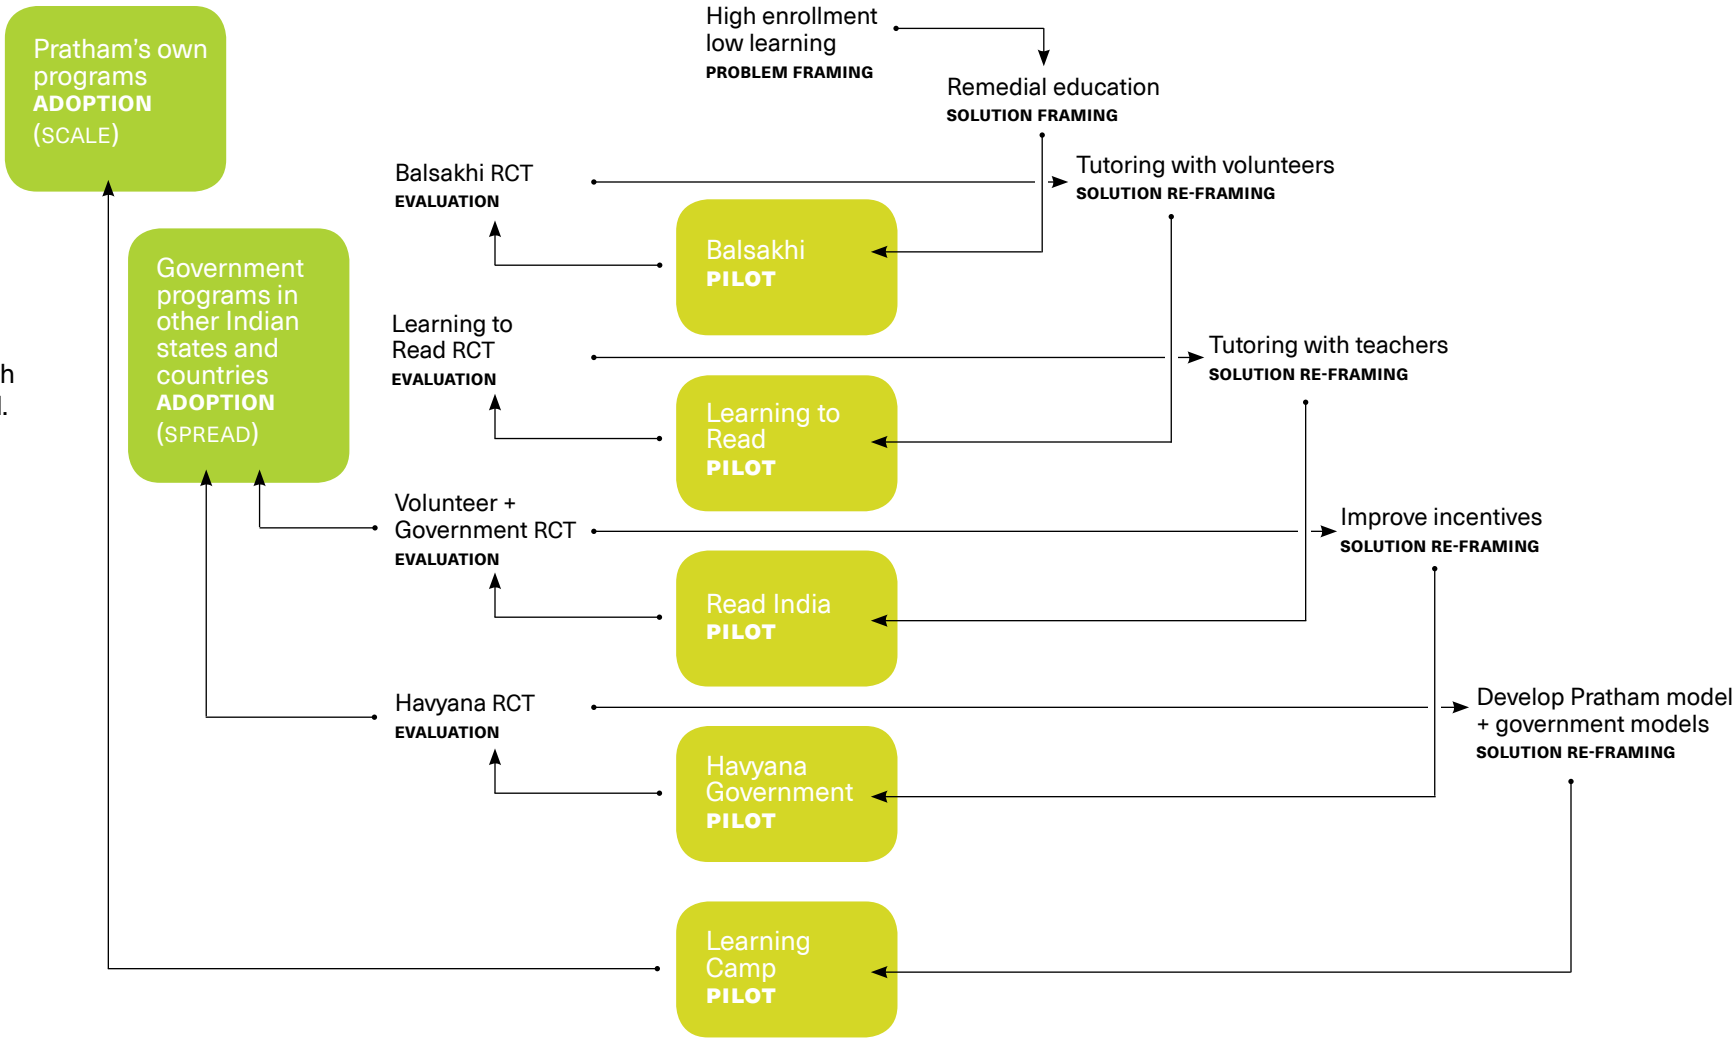 Pratham's own
programs
ADOPTION
(SCALE)
High enrollment
low learning
PROBLEM FRAMING
Remedial education
SOLUTION FRAMING
Balsakhi RCT
EVALUATION
Tutoring with volunteers
SOLUTION RE-FRAMING
Balsakhi
PILOT
Government
programs in
other Indian
states and
countries
ADOPTION
(SPREAD)
h
l.
Learning to
Read RCT
EVALUATION
Tutoring with teachers
SOLUTION RE-FRAMING
Learning to
Read
PILOT
Volunteer +
Government RCT
EVALUATION
Improve incentives
SOLUTION RE-FRAMING
Read India
PILOT
Havyana RCT
EVALUATION
Develop Pratham model
+ government models
SOLUTION RE-FRAMING
Havyana
Government
PILOT
Learning
Camp
PILOT